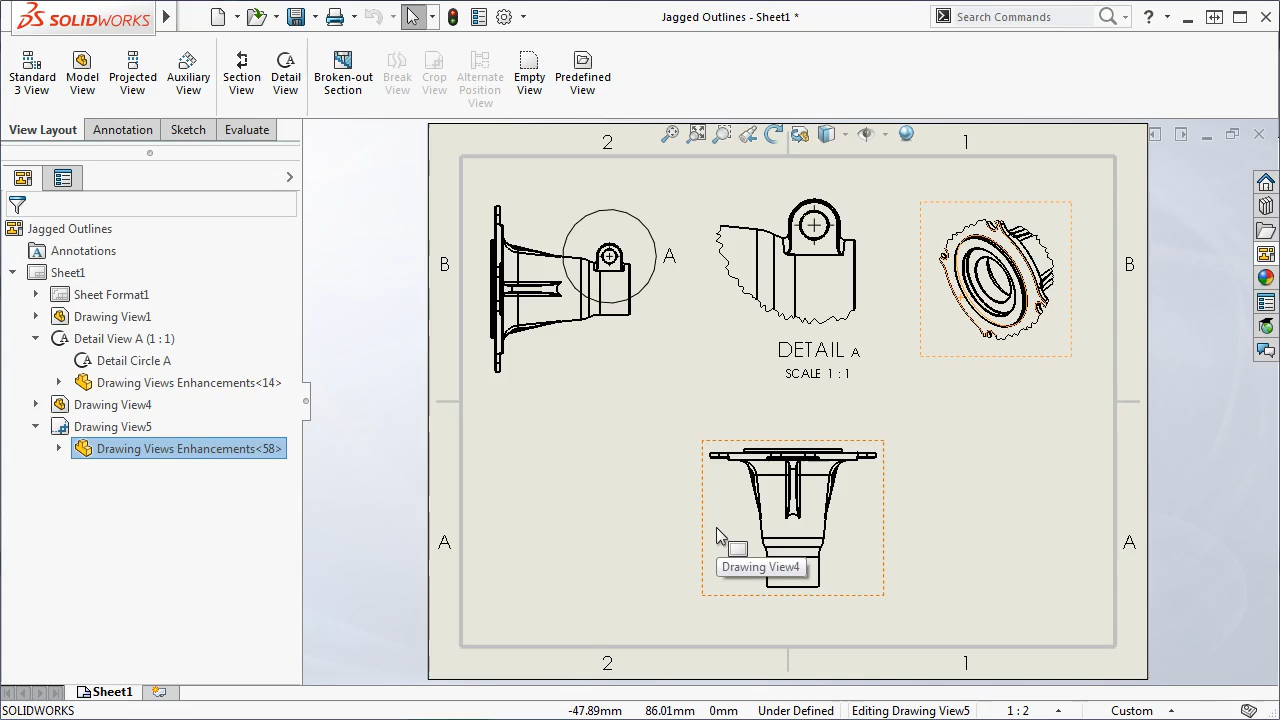 SOLIDWORKS
Jagged Outlines - Sheet1 *
Search Commands
?
Standard 3 View
Model View
Projected View
Auxiliary View
Section View
Detail View
Broken-out Section
Break View
Crop View
Alternate Position View
Empty View
Predefined View
View Layout
Annotation
Sketch
Evaluate
Jagged Outlines
Annotations
Sheet1
Sheet Format1
Drawing View1
Detail View A (1 : 1)
Detail Circle A
Drawing Views Enhancements<14>
Drawing View4
Drawing View5
Drawing Views Enhancements<58>
2
1
B
A
B
DETAIL A
SCALE 1 : 1
A
A
Drawing View4
2
1
Sheet1
SOLIDWORKS
-47.89mm
86.01mm
0mm
Under Defined
Editing Drawing View5
1 : 2
Custom